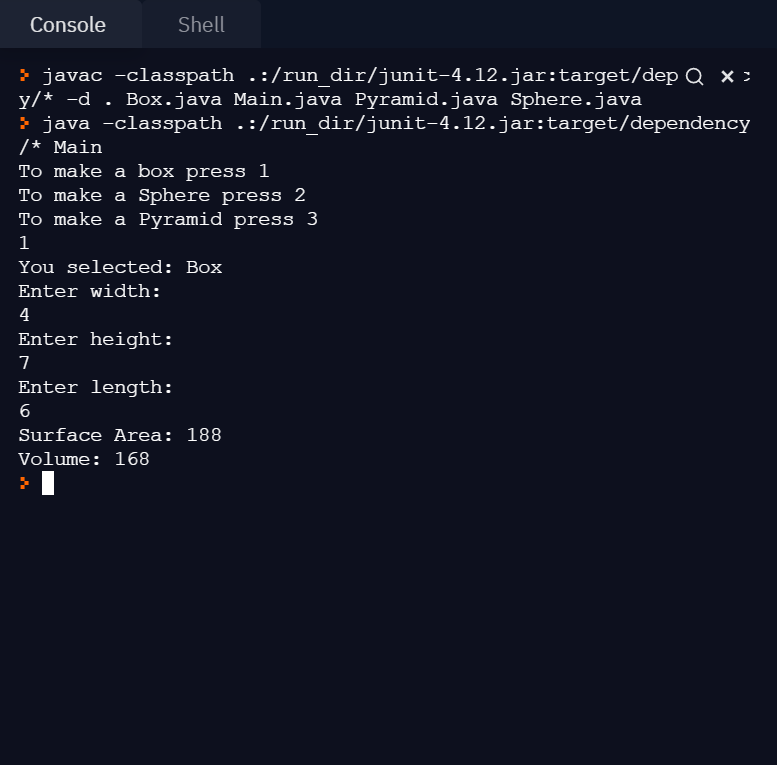 Console Shell
javac -classpath .:/run_dir/junit-4.12.jar:target/dep
y/* -d . Box.java Main.java Pyramid.java Sphere.java
java -classpath .:/run_dir/junit-4.12.jar:target/dependency
/* Main
To make a box press 1
To make a Sphere press 2
To make a Pyramid press 3
1
You selected: Box
Enter width:
4
Enter height:
7
Enter length:
6
Surface Area: 188
Volume: 168